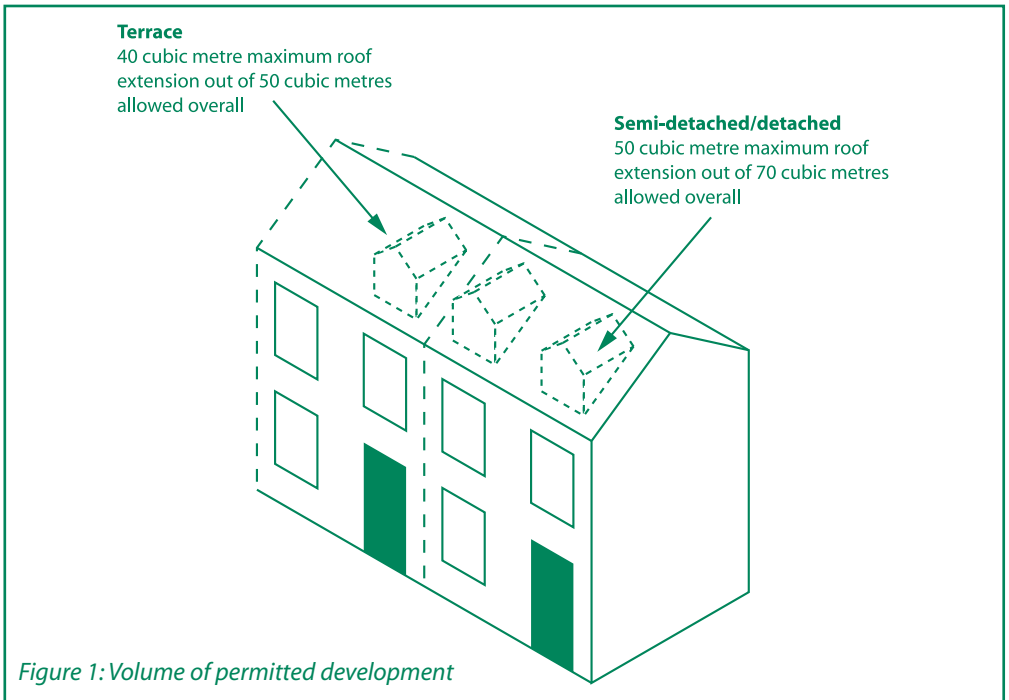 Terrace
40 cubic metre maximum roof
extension out of 50 cubic metres
allowed overall
Semi-detached/detached
50 cubic metre maximum roof
extension out of 70 cubic metres
allowed overall
Figure 1: Volume of permitted development